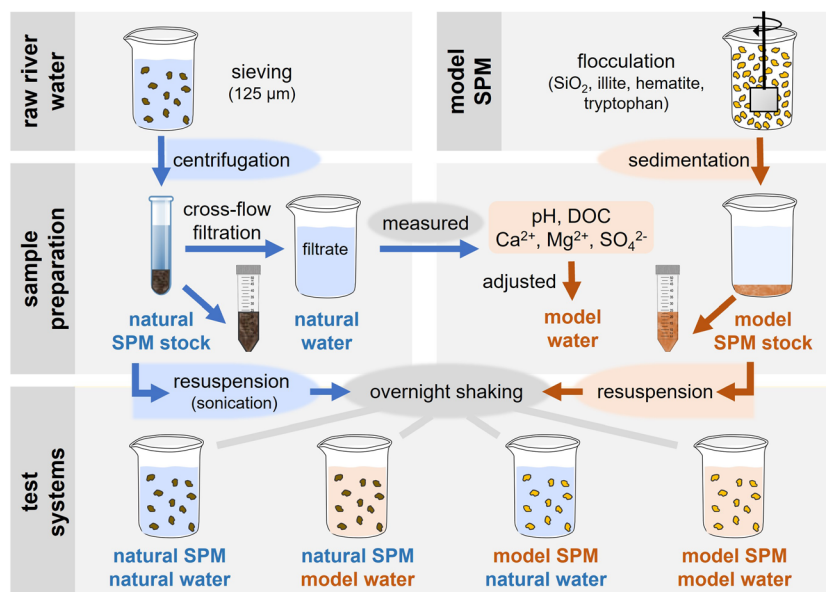 raw river
water
sieving
(125 µm)
centrifugation
model
SPM
flocculation
(SiO₂, illite, hematite,
tryptophan)
sedimentation
sample
preparation
cross-flow
filtration
filtrate
natural
SPM stock
natural
water
measured
pH, DOC
Ca²⁺, Mg²⁺, SO₄²⁻
adjusted
model
water
model
SPM stock
resuspension
(sonication)
overnight shaking
resuspension
test
systems
natural SPM
natural water
natural SPM
model water
model SPM
natural water
model SPM
model water